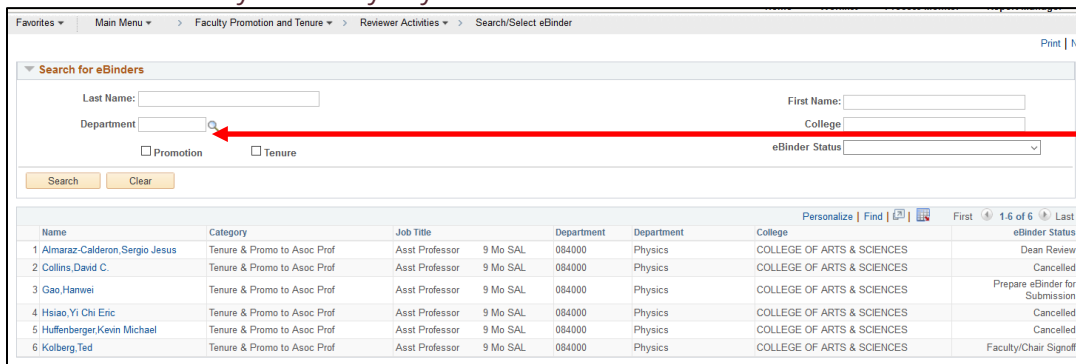 Favorites Main Menu > Faculty Promotion and Tenure > Reviewer Activities > Search/Select eBinder
Print | N
Search for eBinders
Last Name: First Name:
Department College
Promotion Tenure eBinder Status
Search Clear
Personalize | Find | First 1-6 of 6 Last
Name Category Job Title Department Department College eBinder Status
1 Almaraz-Calderon,Sergio Jesus Tenure & Promo to Asoc Prof Asst Professor 9 Mo SAL 084000 Physics COLLEGE OF ARTS & SCIENCES Dean Review
2 Collins,David C. Tenure & Promo to Asoc Prof Asst Professor 9 Mo SAL 084000 Physics COLLEGE OF ARTS & SCIENCES Cancelled
3 Gao,Hanwei Tenure & Promo to Asoc Prof Asst Professor 9 Mo SAL 084000 Physics COLLEGE OF ARTS & SCIENCES Prepare eBinder for Submission
4 Hsiao,Yi Chi Eric Tenure & Promo to Asoc Prof Asst Professor 9 Mo SAL 084000 Physics COLLEGE OF ARTS & SCIENCES Cancelled
5 Huffenberger,Kevin Michael Tenure & Promo to Asoc Prof Asst Professor 9 Mo SAL 084000 Physics COLLEGE OF ARTS & SCIENCES Cancelled
6 Kolberg,Ted Tenure & Promo to Asoc Prof Asst Professor 9 Mo SAL 084000 Physics COLLEGE OF ARTS & SCIENCES Faculty/Chair Signoff